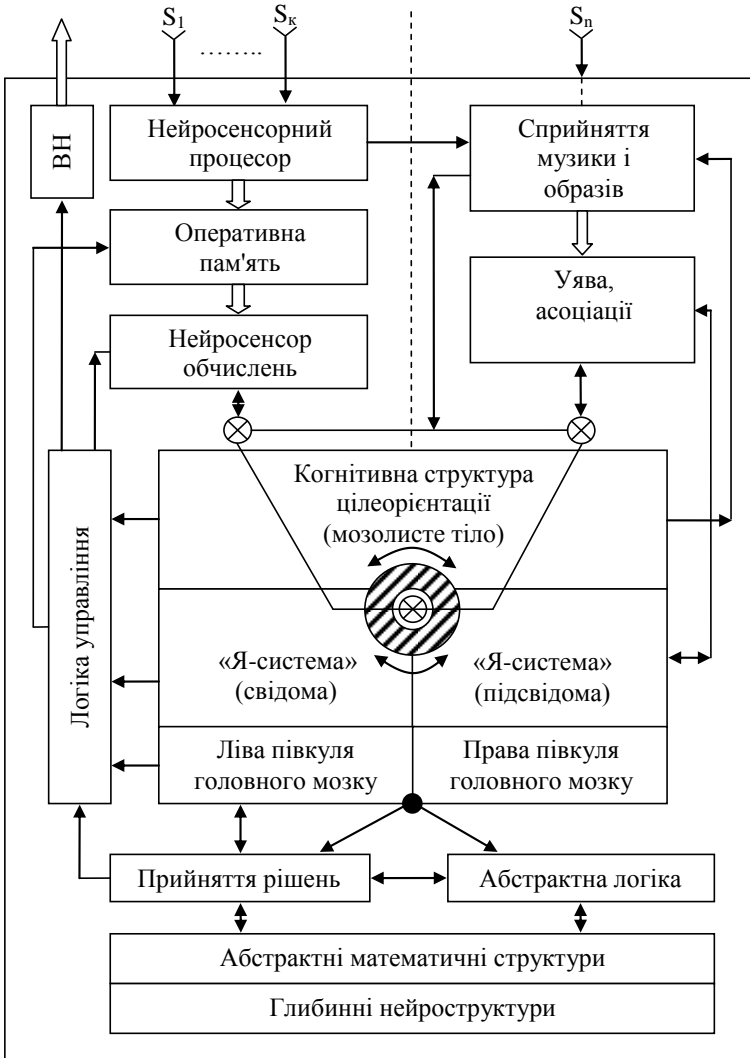 S1
Sк
Sn
........
ВН
Нейросенсорний
процесор
Сприйняття
музики і
образів
Оперативна
пам'ять
Уява,
асоціації
Нейросенсор
обчислень
Логіка управління
Когнітивна структура
цілеорієнтації
(мозолисте тіло)
«Я-система»
(свідома)
«Я-система»
(підсвідома)
Ліва півкуля
головного мозку
Права півкуля
головного мозку
Прийняття рішень
Абстрактна логіка
Абстрактні математичні структури
Глибинні нейроструктури